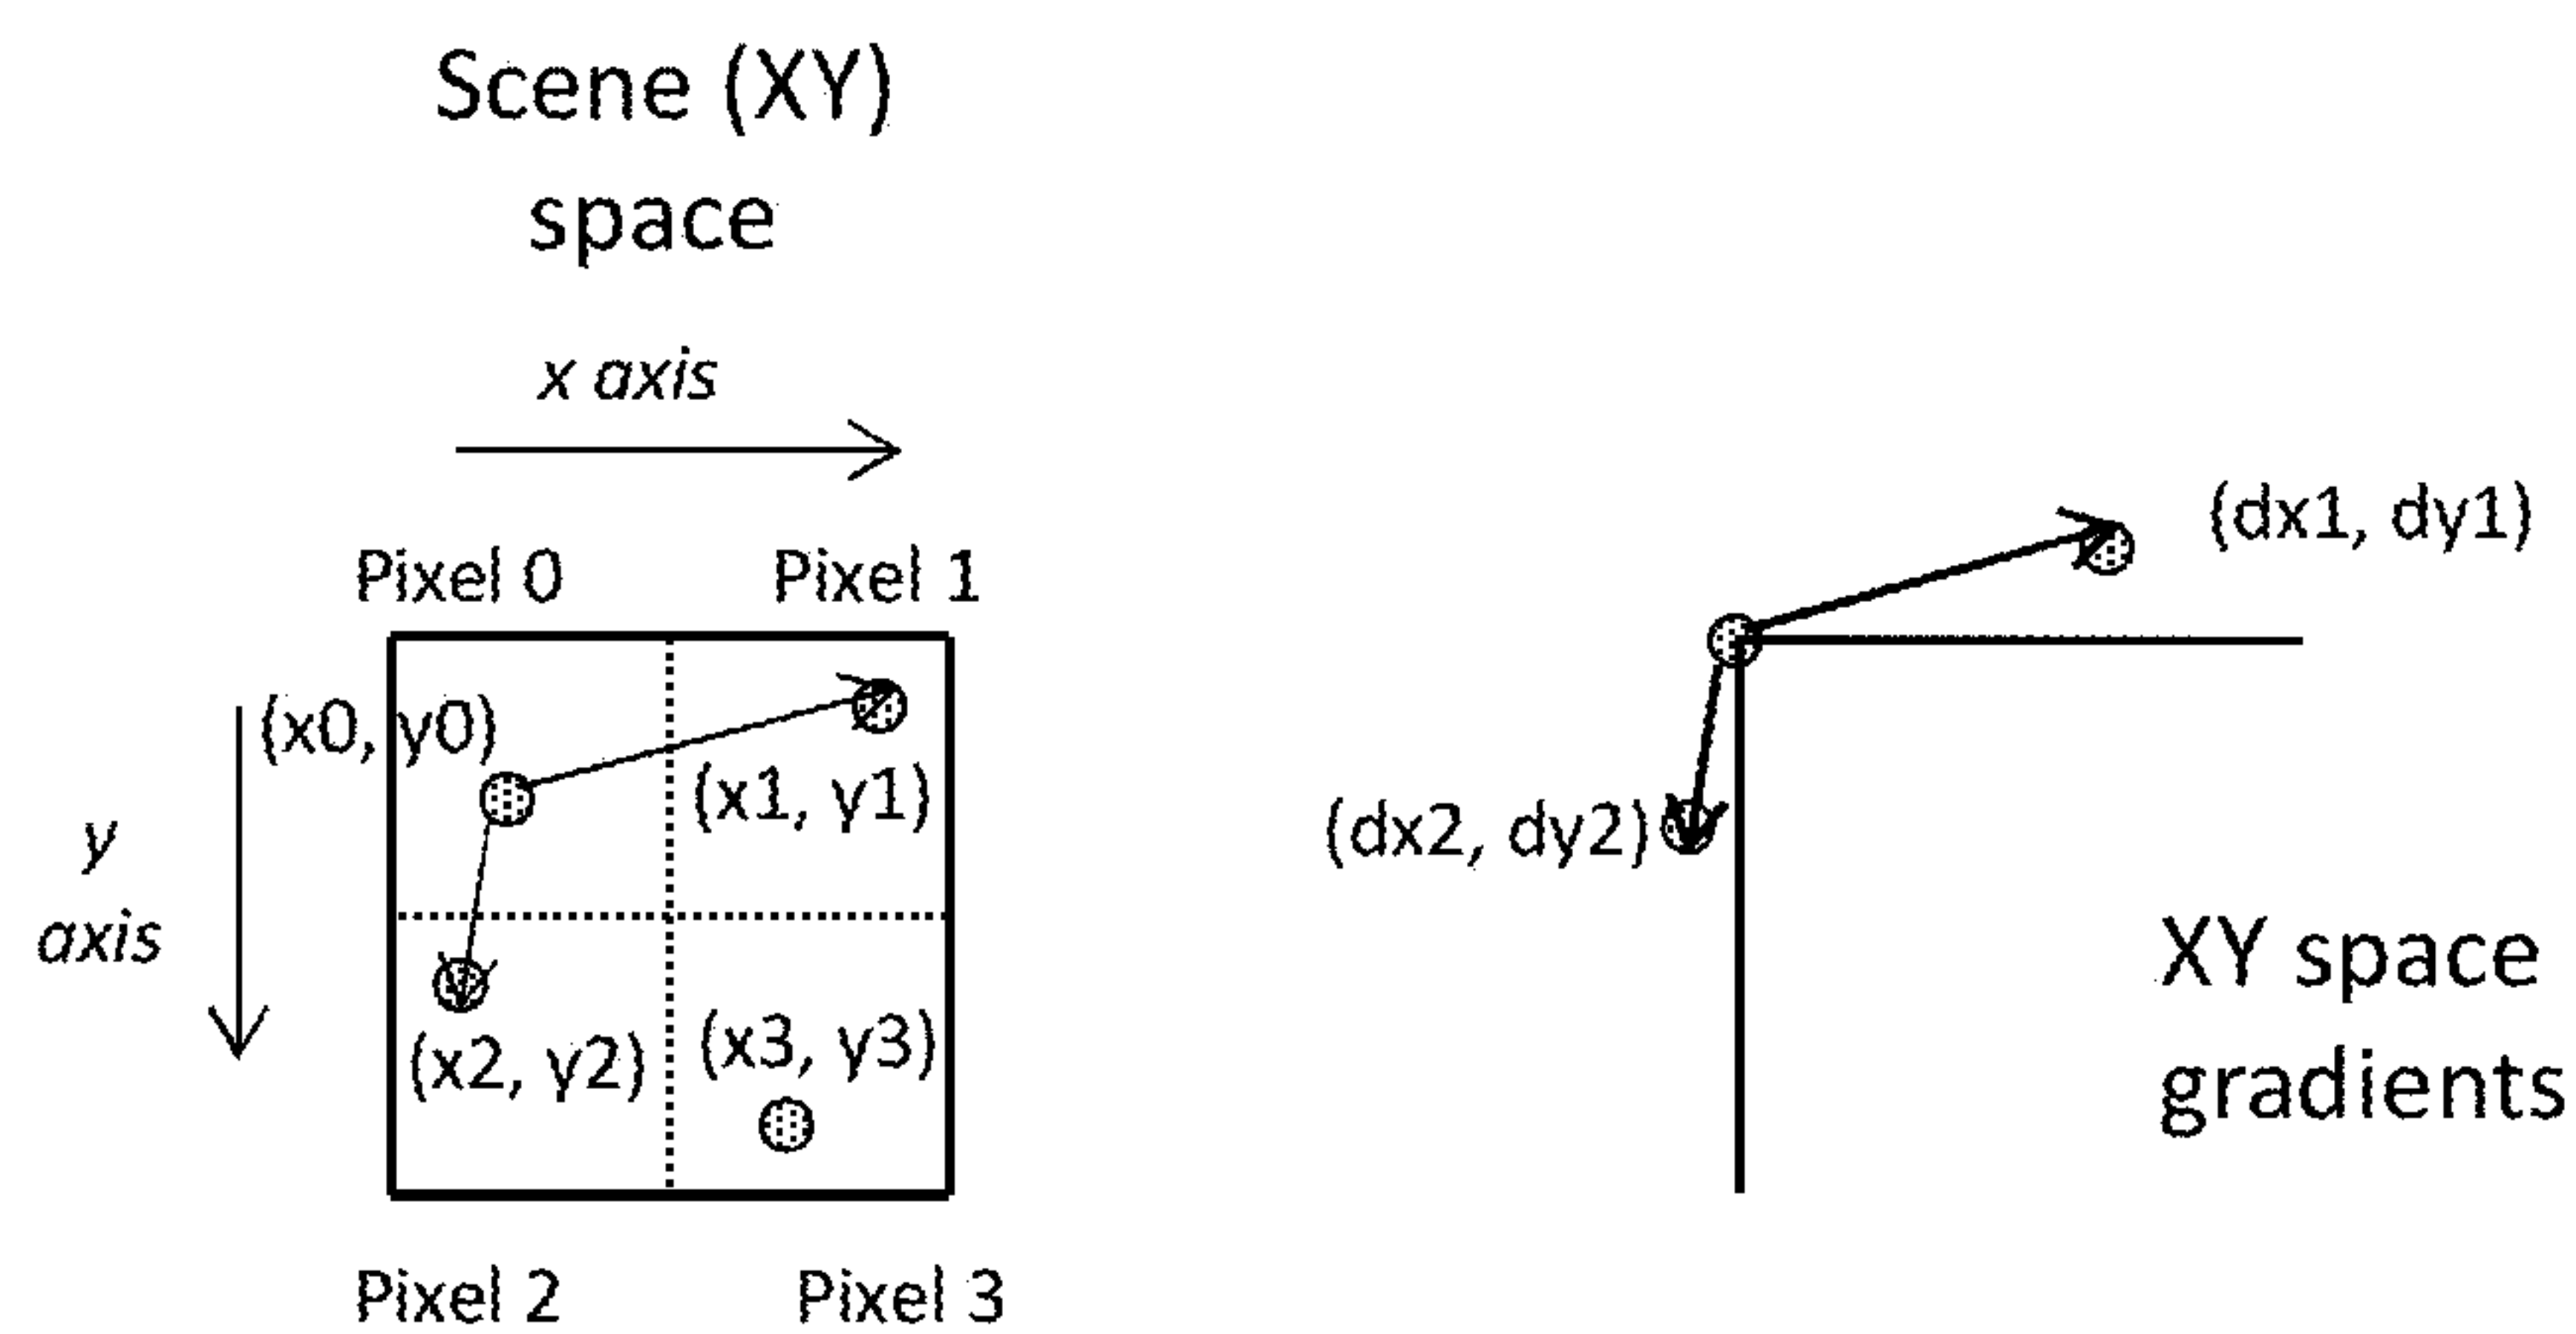 Scene (XY)
space
x axis
Pixel 0
Pixel 1
(x0, y0)
(x1, y1)
y
axis
(x2, y2)
(x3, y3)
Pixel 2
Pixel 3
(dx1, dy1)
(dx2, dy2)
XY space
gradients